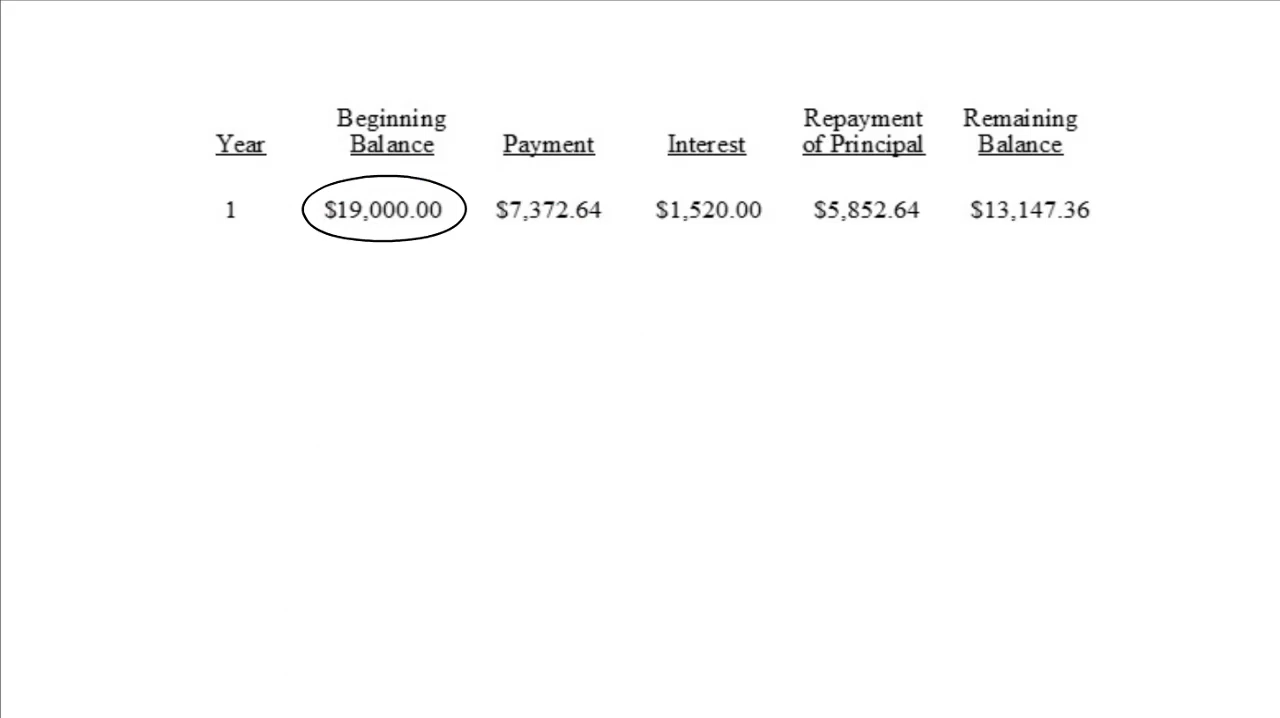 Beginning Repayment Remaining
Year Balance Payment Interest of Principal Balance
1 $19,000.00 $7,372.64 $1,520.00 $5,852.64 $13,147.36